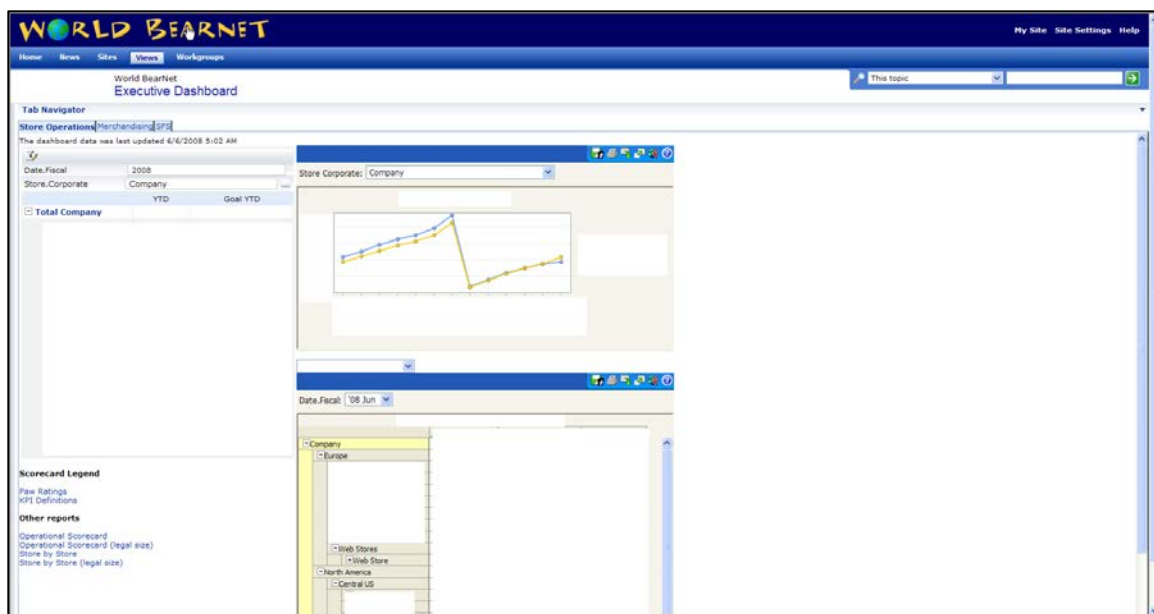 WORLD BEARNET
My Site Site Settings Help
Home News Sites Views Workgroups
World BearNet
Executive Dashboard
This topic
Tab Navigator
Store Operations Merchandising SFS
The dashboard data was last updated 6/6/2008 5:02 AM
Date.Fiscal 2008
Store.Corporate Company ...
YTD Goal YTD
Total Company
Store Corporate: Company
Date.Fiscal: '08 Jun
Company
Europe
Web Stores
Web Store
North America
Central US
Scorecard Legend
Paw Ratings
KPI Definitions
Other reports
Operational Scorecard
Operational Scorecard (legal size)
Store by Store
Store by Store (legal size)